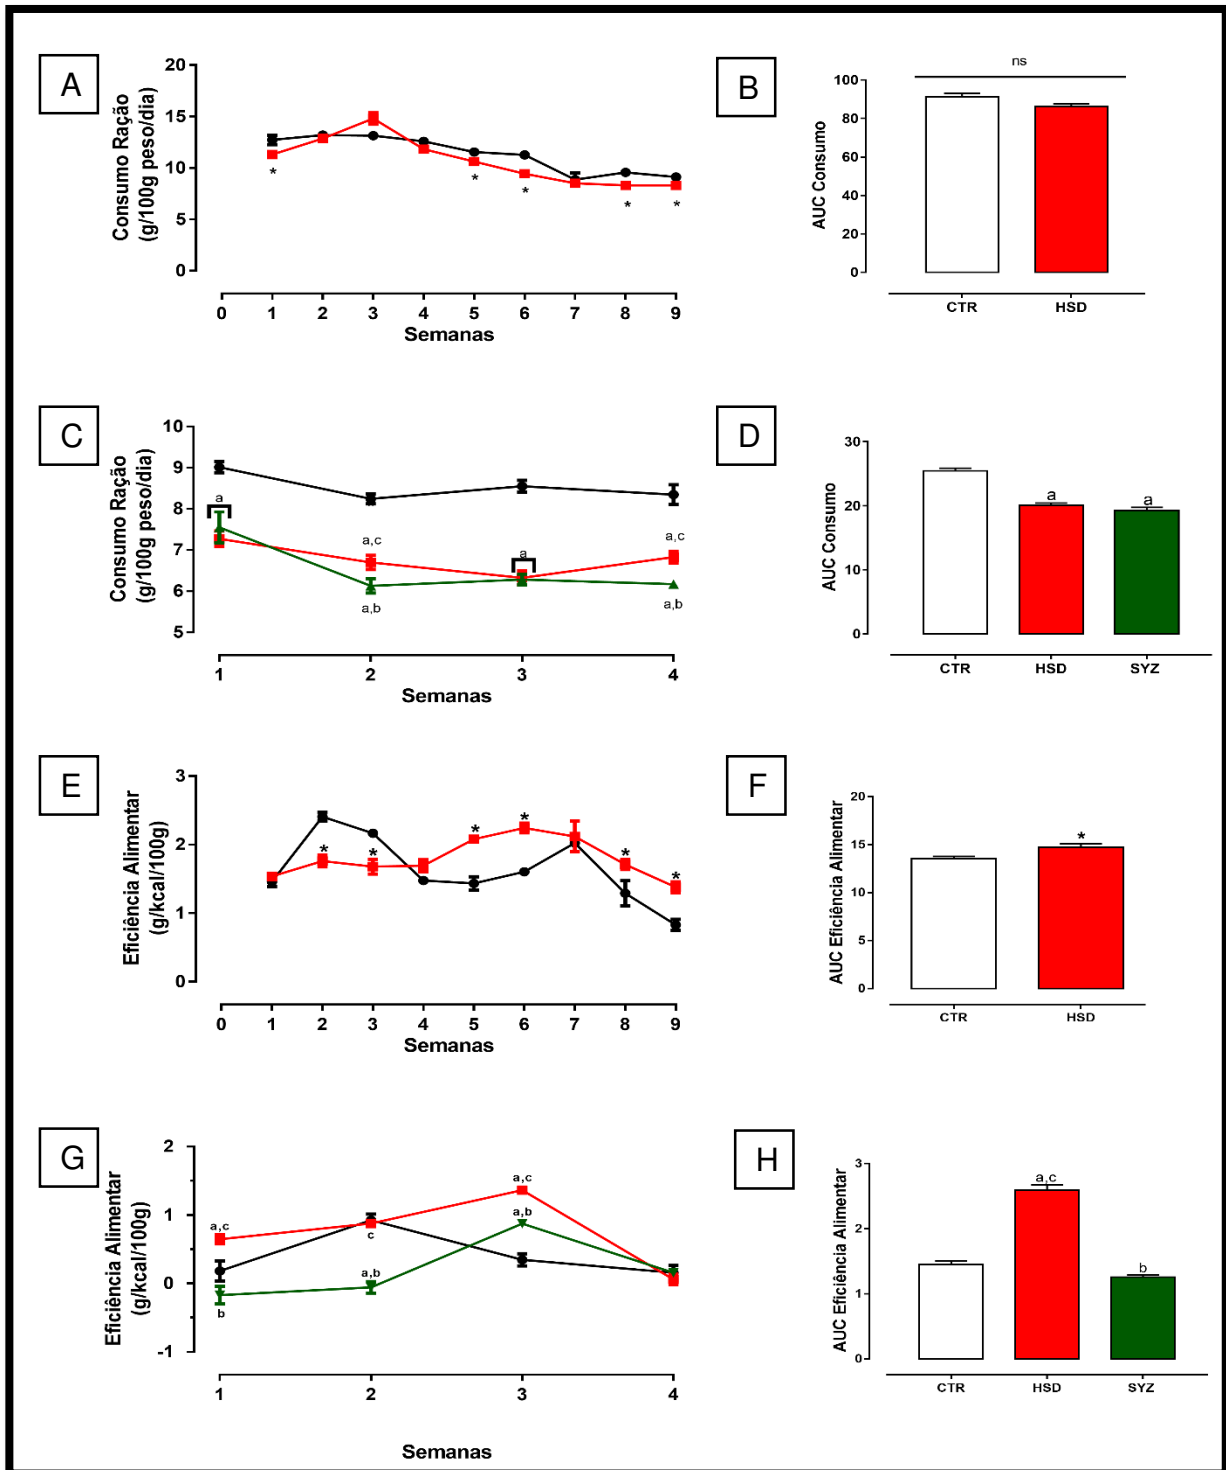 A
Consumo Ração
(g/100g peso/dia)
20
15
10
5
0
*
*
*
*
*
0 1 2 3 4 5 6 7 8 9
Semanas
B
ns
AUC Consumo
100
80
60
40
20
0
CTR HSD
C
Consumo Ração
(g/100g peso/dia)
10
9
8
7
6
5
a
a,c
a
a,c
a,b
a,b
1 2 3 4
Semanas
D
AUC Consumo
30
20
10
0
a
a
CTR HSD SYZ
E
Eficiência Alimentar
(g/kcal/100g)
3
2
1
0
*
*
*
*
*
*
0 1 2 3 4 5 6 7 8 9
Semanas
F
AUC Eficiência Alimentar
20
15
10
5
0
*
CTR HSD
G
Eficiência Alimentar
(g/kcal/100g)
2
1
0
-1
a,c
a,c
a,b
c
a,b
b
1 2 3 4
Semanas
H
AUC Eficiência Alimentar
3
2
1
0
a,c
b
CTR HSD SYZ